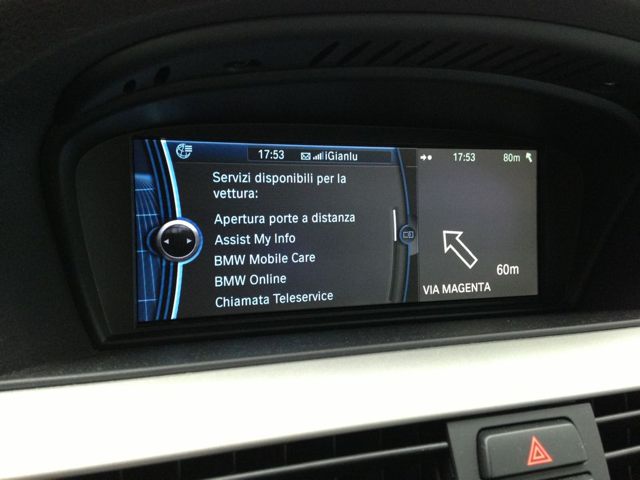 17:53 iGianlu
Servizi disponibili per la
vettura:
Apertura porte a distanza
Assist My Info
BMW Mobile Care
BMW Online
Chiamata Teleservice
17:53 80m
60m
VIA MAGENTA